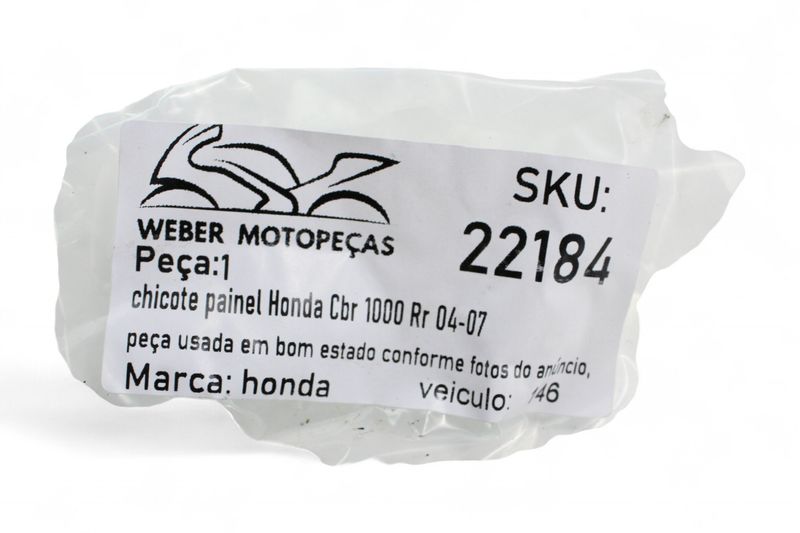 WEBER MOTOPEÇAS
SKU:
22184
Peça:1
chicote painel Honda Cbr 1000 Rr 04-07
peça usada em bom estado conforme fotos do anúncio,
Marca: honda
veiculo: